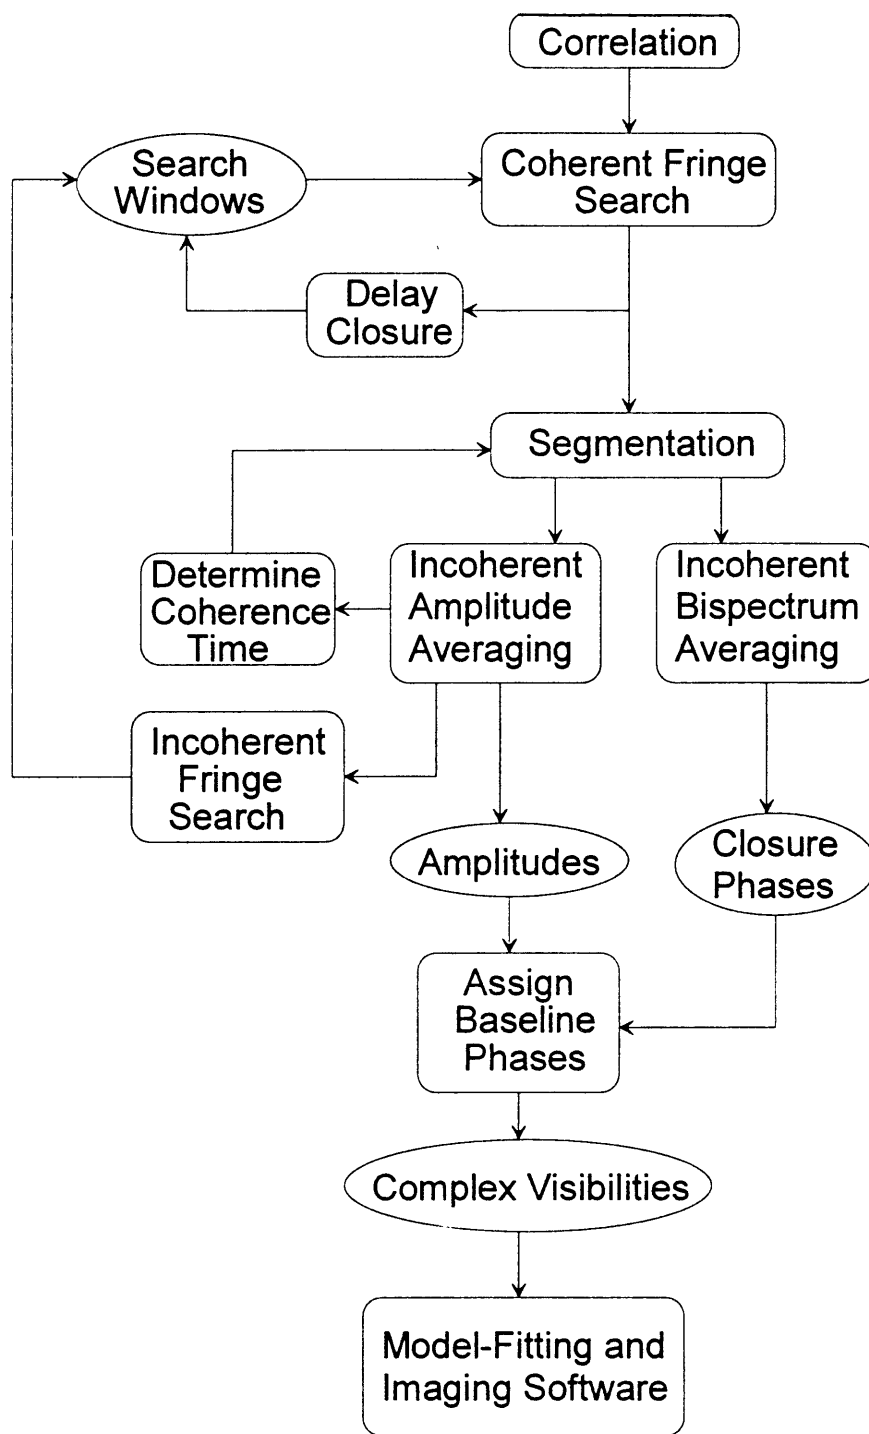 Correlation
Search
Windows
Coherent Fringe
Search
Delay
Closure
Segmentation
Determine
Coherence
Time
Incoherent
Amplitude
Averaging
Incoherent
Bispectrum
Averaging
Incoherent
Fringe
Search
Amplitudes
Closure
Phases
Assign
Baseline
Phases
Complex Visibilities
Model-Fitting and
Imaging Software